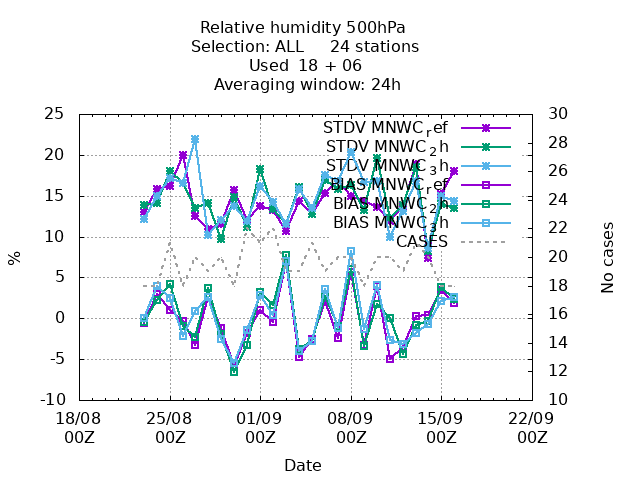 Relative humidity 500hPa
Selection: ALL 24 stations
Used 18 + 06
Averaging window: 24h
25
20
15
10
5
0
-5
-10
%
30
28
26
24
22
20
18
16
14
12
10
No cases
STDV MNWC_ref
STDV MNWC_2h
STDV MNWC_3h
BIAS MNWC_ref
BIAS MNWC_2h
BIAS MNWC_3h
CASES
18/08 25/08 01/09 08/09 15/09 22/09
00Z 00Z 00Z 00Z 00Z 00Z
Date